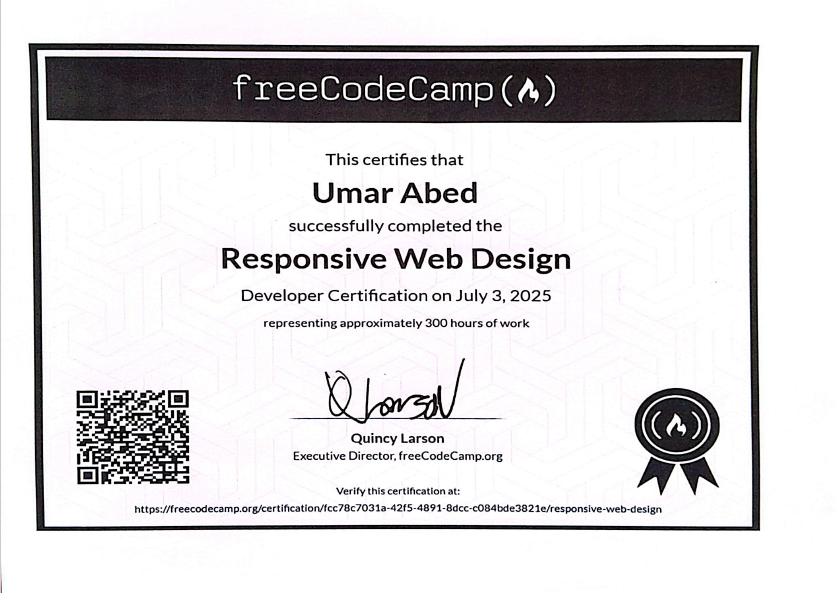 freeCodeCamp(🔥)
This certifies that
Umar Abed
successfully completed the
Responsive Web Design
Developer Certification on July 3, 2025
representing approximately 300 hours of work
Q Larson
Quincy Larson
Executive Director, freeCodeCamp.org
Verify this certification at:
https://freecodecamp.org/certification/fcc78c7031a-42f5-4891-8dcc-c084bde3821e/responsive-web-design